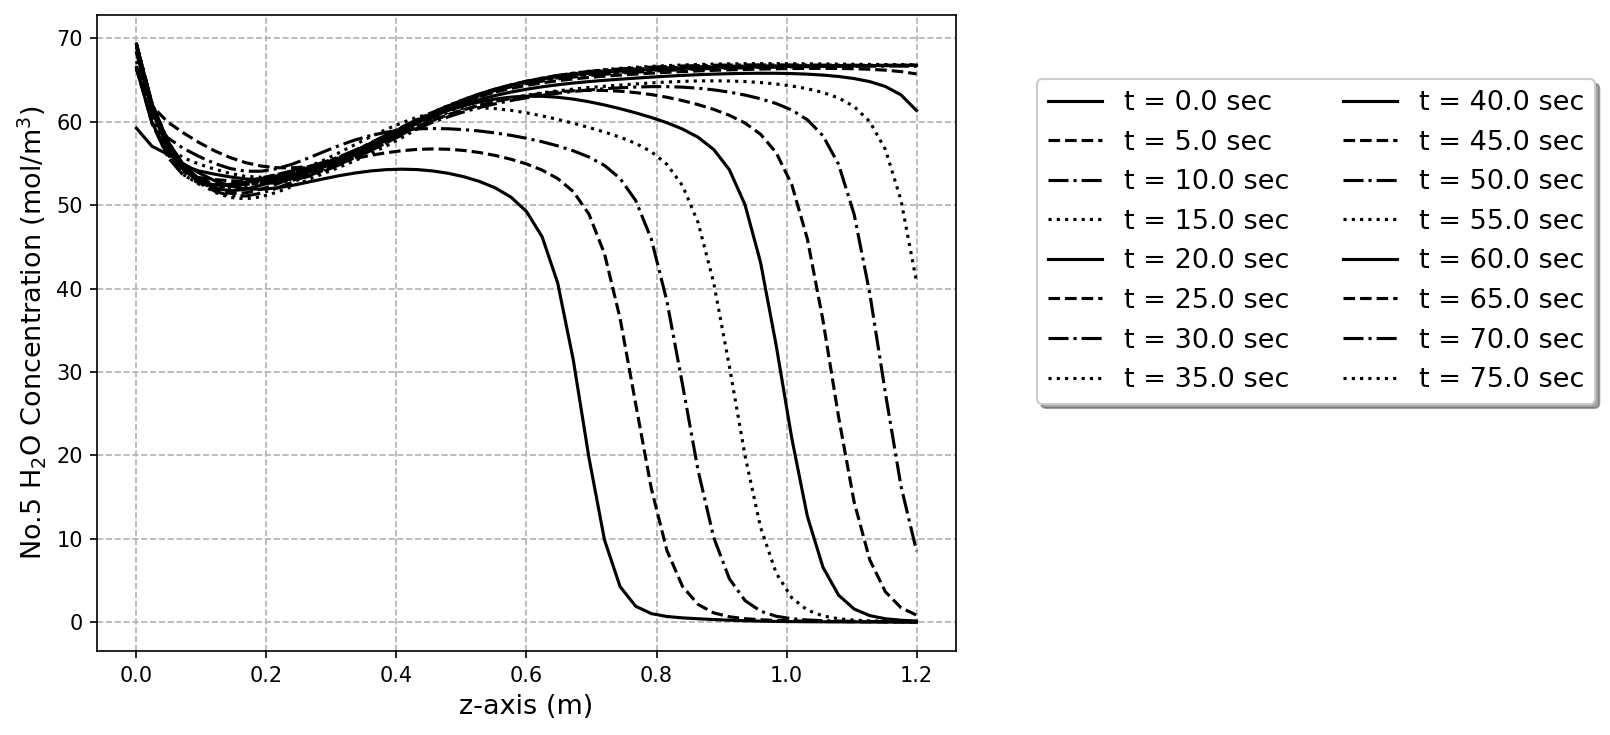 No.5 H₂O Concentration (mol/m³)
70
60
50
40
30
20
10
0
0.0 0.2 0.4 0.6 0.8 1.0 1.2
z-axis (m)
t = 0.0 sec
t = 5.0 sec
t = 10.0 sec
t = 15.0 sec
t = 20.0 sec
t = 25.0 sec
t = 30.0 sec
t = 35.0 sec
t = 40.0 sec
t = 45.0 sec
t = 50.0 sec
t = 55.0 sec
t = 60.0 sec
t = 65.0 sec
t = 70.0 sec
t = 75.0 sec